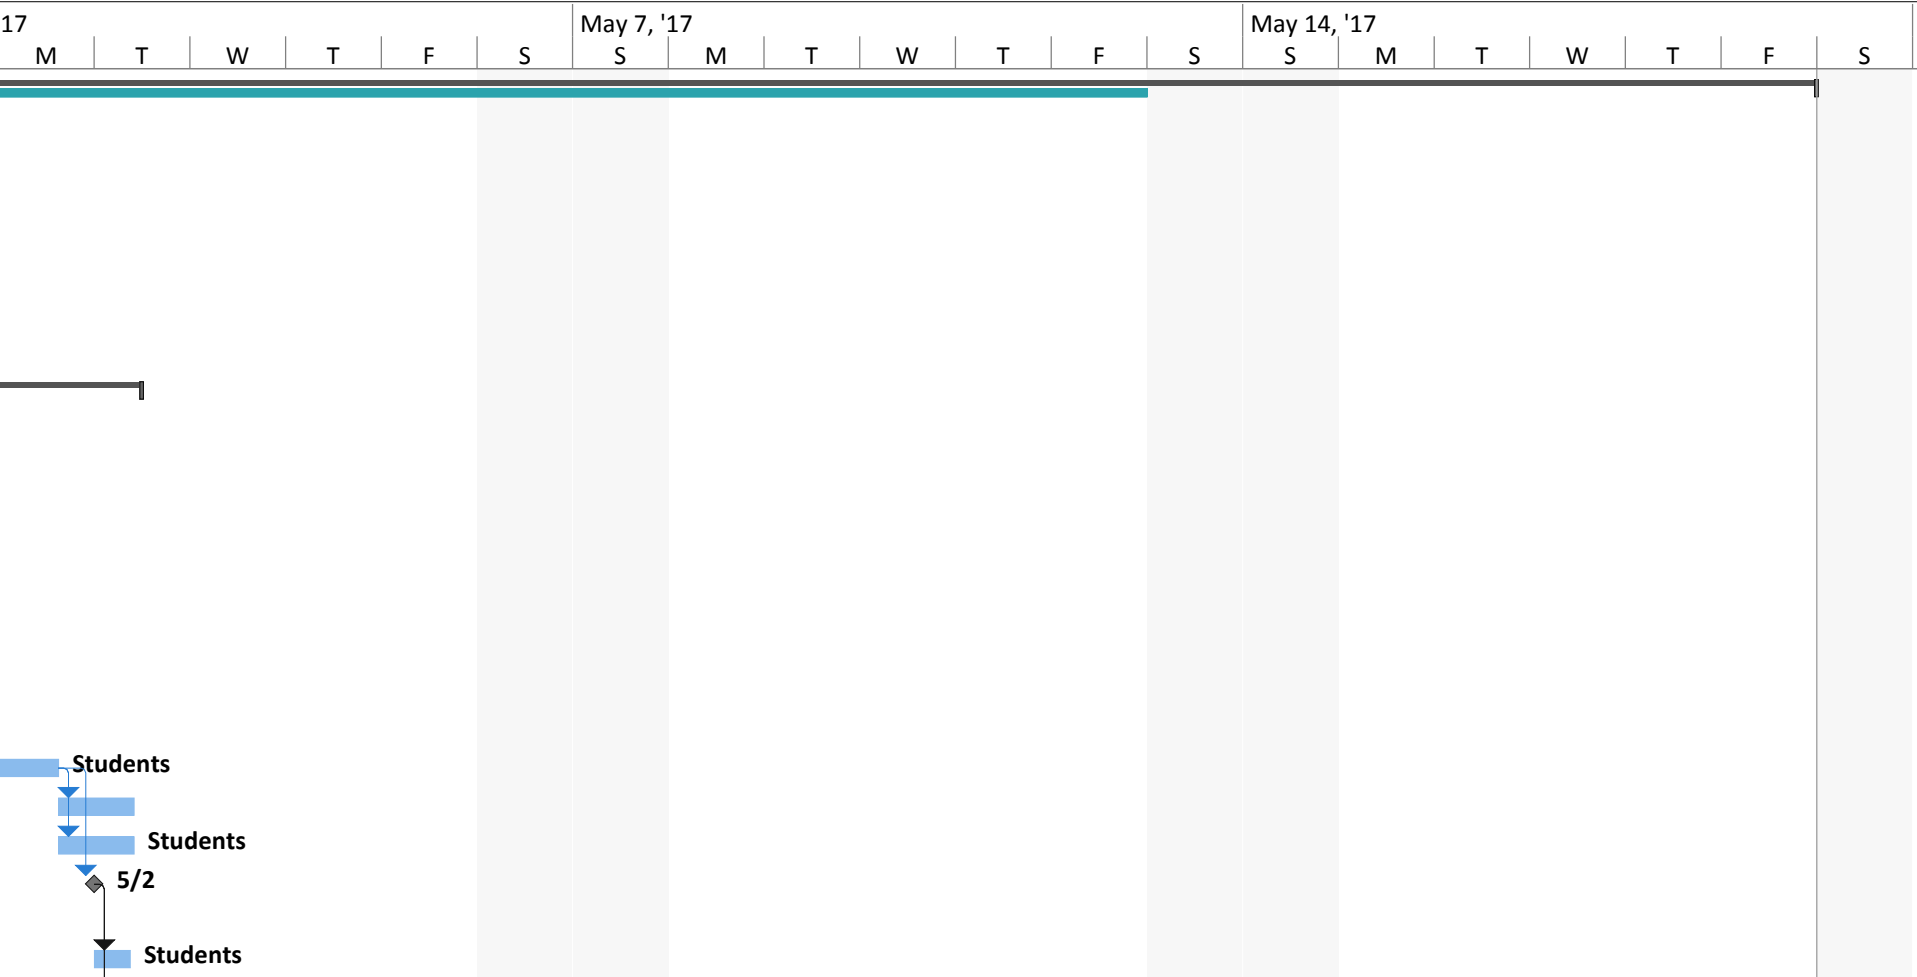 17 May 7, '17 May 14, '17
M T W T F S S M T W T F S S M T W T F S
Students
Students
5/2
Students